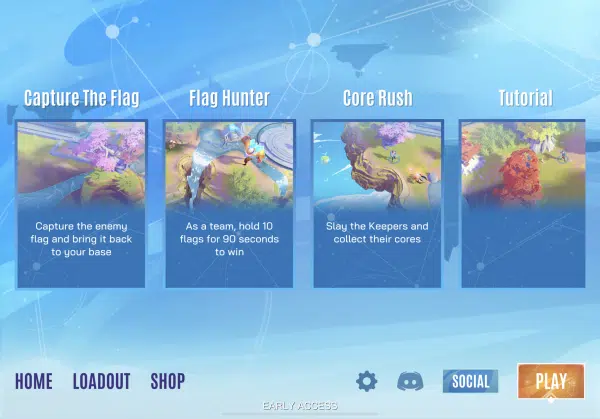 Capture The Flag
Flag Hunter
Core Rush
Tutorial
Capture the enemy
flag and bring it back
to your base
As a team, hold 10
flags for 90 seconds
to win
Slay the Keepers and
collect their cores
HOME
LOADOUT
SHOP
SOCIAL
PLAY
EARLY ACCESS